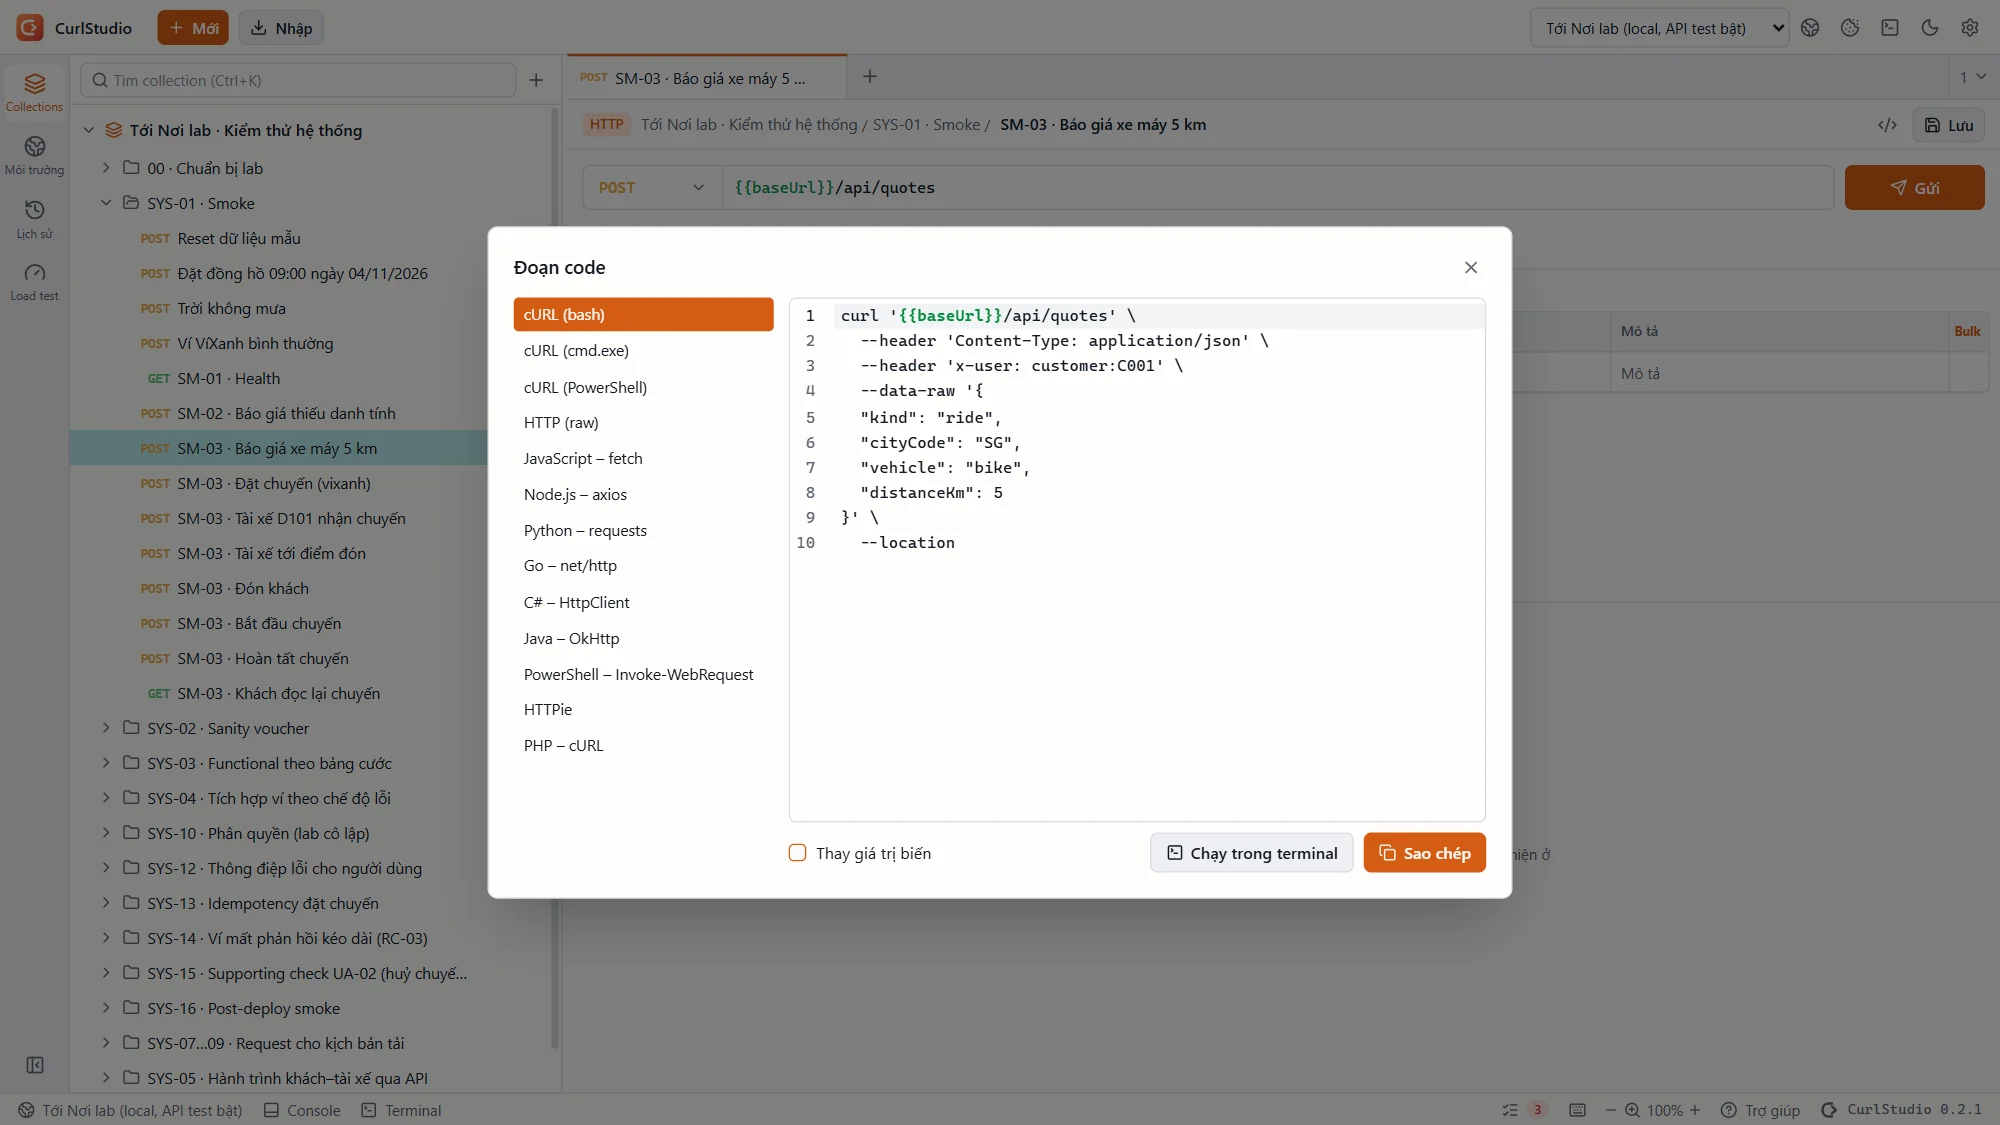 CurlStudio
Mới
Nhập
Tới Nơi lab (local, API test bật)
Collections
Môi trường
Lịch sử
Load test
Tìm collection (Ctrl+K)
Tới Nơi lab · Kiểm thử hệ thống
00 · Chuẩn bị lab
SYS-01 · Smoke
POST Reset dữ liệu mẫu
POST Đặt đồng hồ 09:00 ngày 04/11/2026
POST Trời không mưa
POST Ví ViXanh bình thường
GET SM-01 · Health
POST SM-02 · Báo giá thiếu danh tính
POST SM-03 · Báo giá xe máy 5 km
POST SM-03 · Đặt chuyến (vixanh)
POST SM-03 · Tài xế D101 nhận chuyến
POST SM-03 · Tài xế tới điểm đón
POST SM-03 · Đón khách
POST SM-03 · Bắt đầu chuyến
POST SM-03 · Hoàn tất chuyến
GET SM-03 · Khách đọc lại chuyến
SYS-02 · Sanity voucher
SYS-03 · Functional theo bảng cước
SYS-04 · Tích hợp ví theo chế độ lỗi
SYS-10 · Phân quyền (lab cô lập)
SYS-12 · Thông điệp lỗi cho người dùng
SYS-13 · Idempotency đặt chuyến
SYS-14 · Ví mất phản hồi kéo dài (RC-03)
SYS-15 · Supporting check UA-02 (huỷ chuyế...
SYS-16 · Post-deploy smoke
SYS-07...09 · Request cho kịch bản tải
SYS-05 · Hành trình khách–tài xế qua API
POST SM-03 · Báo giá xe máy 5 ...
1
HTTP Tới Nơi lab · Kiểm thử hệ thống / SYS-01 · Smoke / SM-03 · Báo giá xe máy 5 km
</> Lưu
POST {{baseUrl}}/api/quotes
Gửi
Mô tả Bulk
Mô tả
hiện ở
Đoạn code
cURL (bash)
cURL (cmd.exe)
cURL (PowerShell)
HTTP (raw)
JavaScript – fetch
Node.js – axios
Python – requests
Go – net/http
C# – HttpClient
Java – OkHttp
PowerShell – Invoke-WebRequest
HTTPie
PHP – cURL
1 curl '{{baseUrl}}/api/quotes' \
2 --header 'Content-Type: application/json' \
3 --header 'x-user: customer:C001' \
4 --data-raw '{
5 "kind": "ride",
6 "cityCode": "SG",
7 "vehicle": "bike",
8 "distanceKm": 5
9 }' \
10 --location
Thay giá trị biến
Chạy trong terminal
Sao chép
Tới Nơi lab (local, API test bật)
Console
Terminal
3
100%
Trợ giúp
CurlStudio 0.2.1